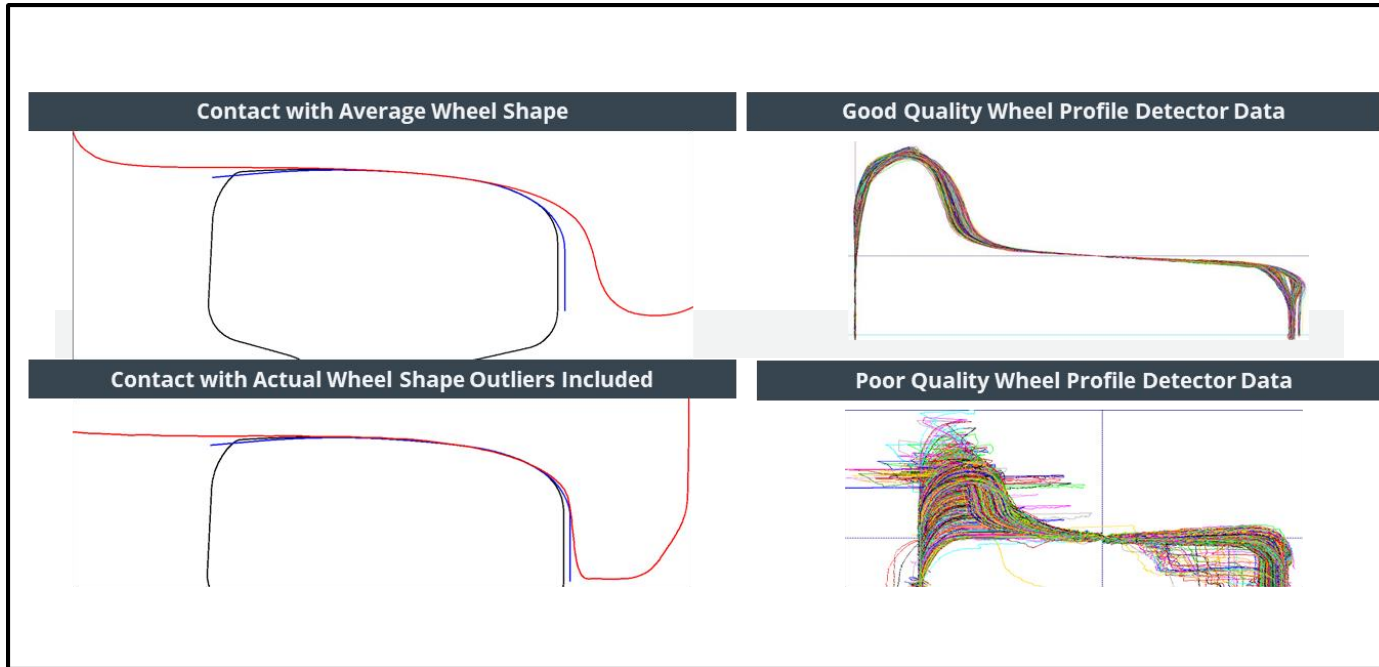 Contact with Average Wheel Shape
Good Quality Wheel Profile Detector Data
Contact with Actual Wheel Shape Outliers Included
Poor Quality Wheel Profile Detector Data